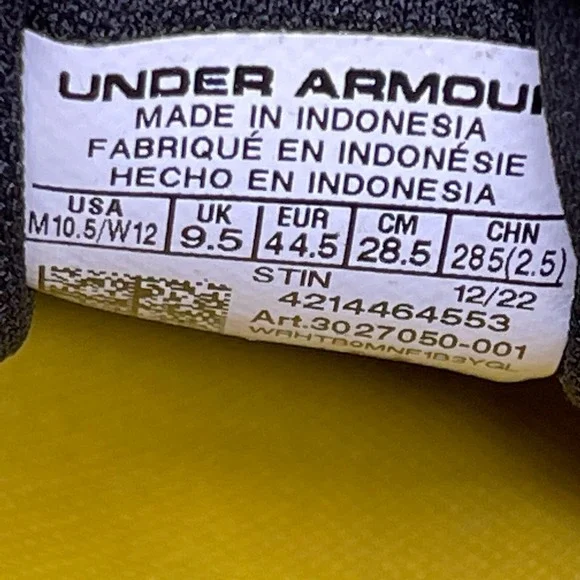 UNDER ARMOU
MADE IN INDONESIA
FABRIQUÉ EN INDONÉSIE
HECHO EN INDONESIA
USA UK EUR CM CHN
M10.5/W12 9.5 44.5 28.5 285(2.5)
STIN 12/22
4214464553
Art.3027050-001